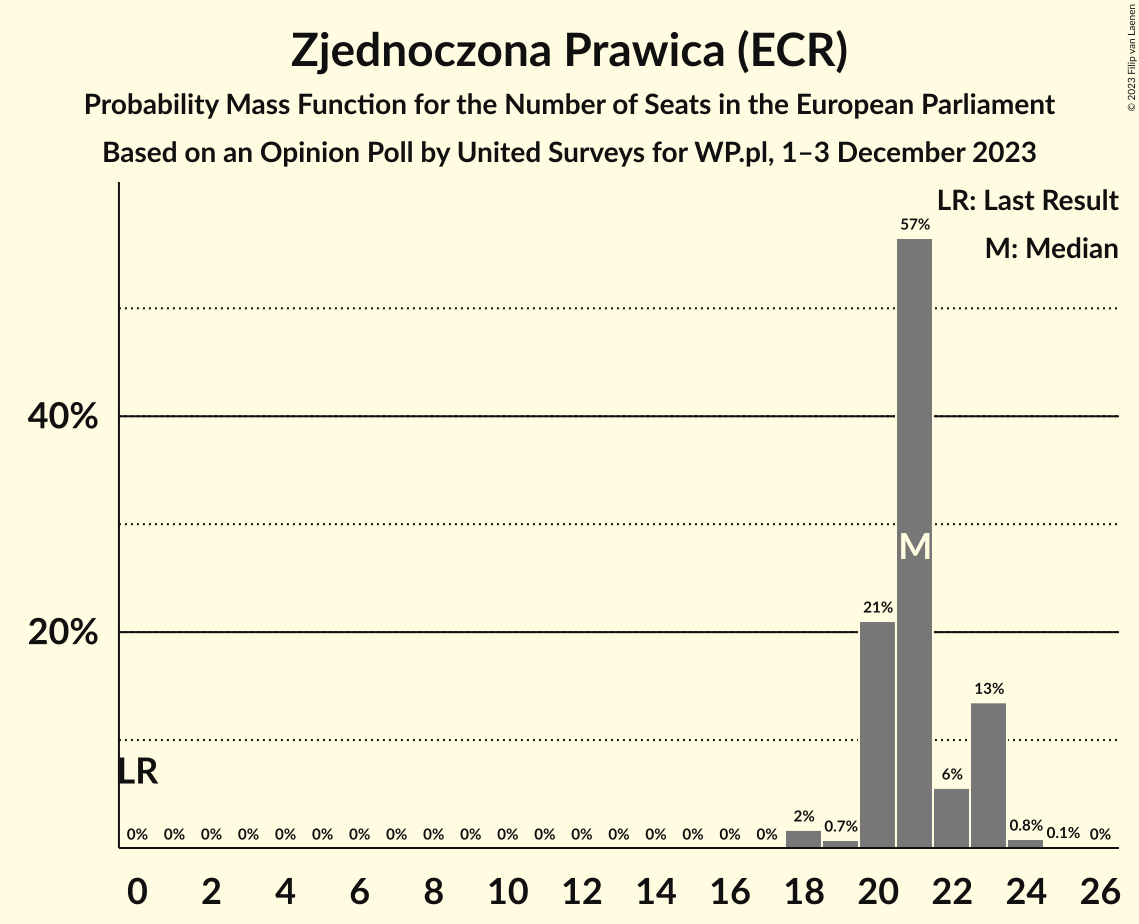 Zjednoczona Prawica (ECR)
Probability Mass Function for the Number of Seats in the European Parliament
Based on an Opinion Poll by United Surveys for WP.pl, 1–3 December 2023
© 2023 Filip van Laenen
LR: Last Result
M: Median
57%
40%
M
21%
20%
13%
LR
6%
0% 0% 0% 0% 0% 0% 0% 0% 0% 0% 0% 0% 0% 0% 0% 0% 0% 0% 2% 0.7% 0.8% 0.1% 0%
0 2 4 6 8 10 12 14 16 18 20 22 24 26